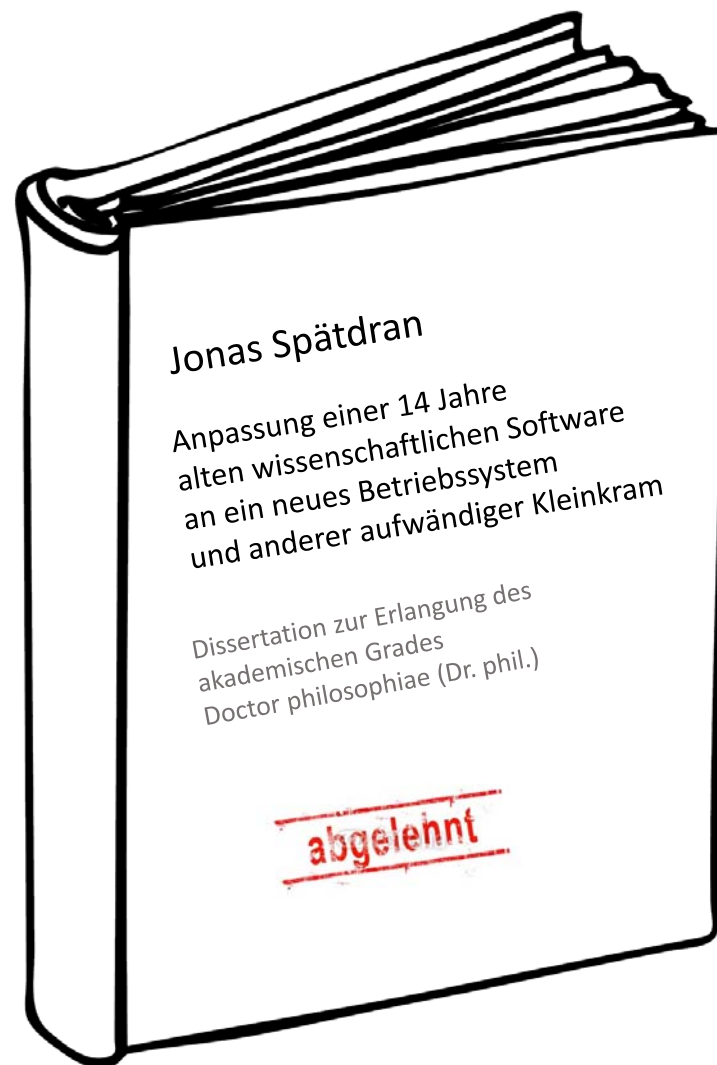 Jonas Spätdran
Anpassung einer 14 Jahre
alten wissenschaftlichen Software
an ein neues Betriebssystem
und anderer aufwändiger Kleinkram
Dissertation zur Erlangung des
akademischen Grades
Doctor philosophiae (Dr. phil.)
abgelehnt